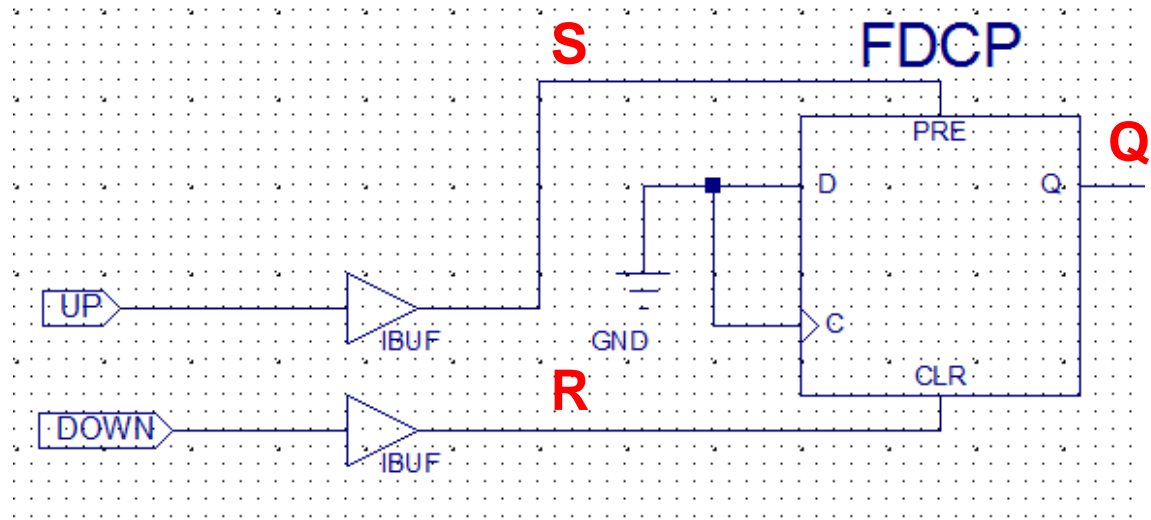 S
FDCP
PRE
Q
D
Q
UP
IBUF
GND
C
R
CLR
DOWN
IBUF